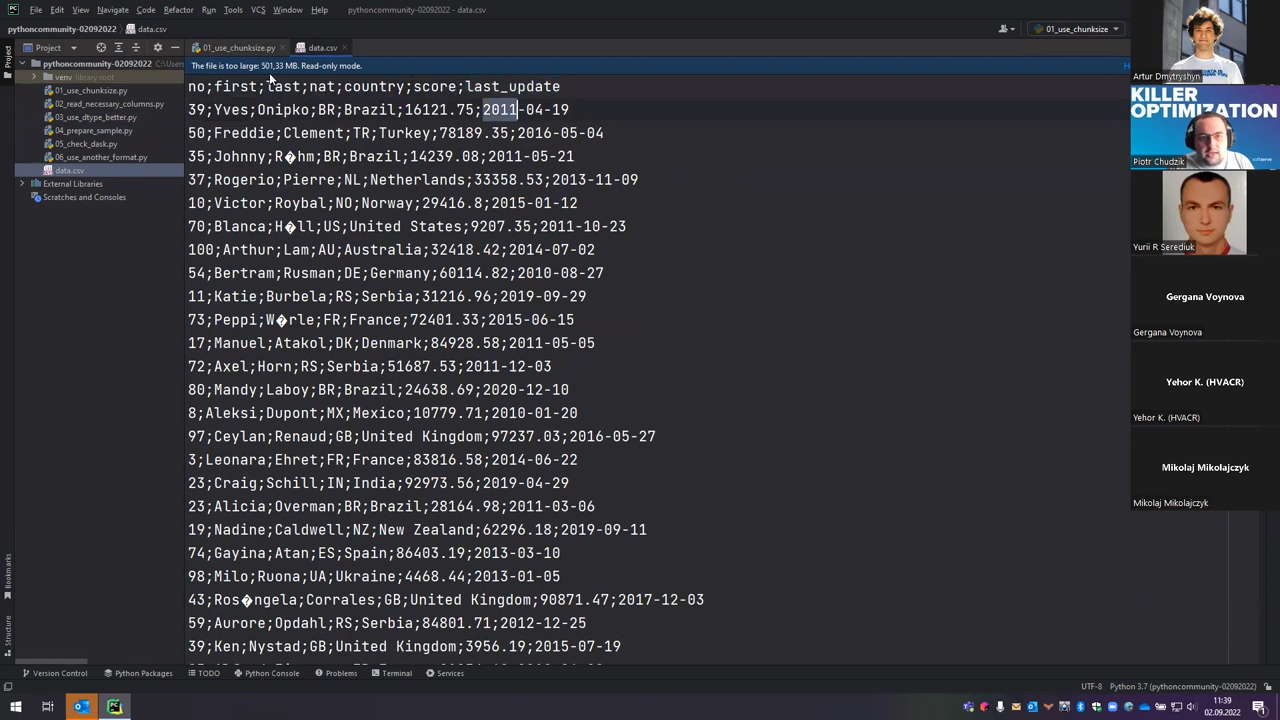 File Edit View Navigate Code Refactor Run Tools VCS Window Help pythoncommunity-02092022 - data.csv
pythoncommunity-02092022 data.csv
01_use_chunksize
Project
Project
01_use_chunksize.py
data.csv
pythoncommunity-02092022 C:\Users
venv library root
01_use_chunksize.py
02_read_necessary_columns.py
03_use_dtype_better.py
04_prepare_sample.py
05_check_dask.py
06_use_another_format.py
data.csv
External Libraries
Scratches and Consoles
The file is too large: 501,33 MB. Read-only mode.
no;first;last;nat;country;score;last_update
39;Yves;Onipko;BR;Brazil;16121.75;2011-04-19
50;Freddie;Clement;TR;Turkey;78189.35;2016-05-04
35;Johnny;R�hm;BR;Brazil;14239.08;2011-05-21
37;Rogerio;Pierre;NL;Netherlands;93358.53;2013-11-09
10;Victor;Roybal;NO;Norway;29416.8;2015-01-12
70;Blanca;H�ll;US;United States;9207.35;2011-10-23
100;Arthur;Lam;AU;Australia;32418.42;2014-07-02
54;Bertram;Rusman;DE;Germany;60114.82;2010-08-27
11;Katie;Burbela;RS;Serbia;31216.96;2019-09-29
73;Peppi;W�rle;FR;France;72401.33;2015-06-15
17;Manuel;Atakol;DK;Denmark;84928.58;2011-05-05
72;Axel;Horn;RS;Serbia;51687.53;2011-12-03
80;Mandy;Laboy;BR;Brazil;24638.69;2020-12-10
8;Aleksi;Dupont;MX;Mexico;10779.71;2010-01-20
97;Ceylan;Renaud;GB;United Kingdom;97237.03;2016-05-27
3;Leonara;Ehret;FR;France;83816.58;2014-06-22
23;Craig;Schill;IN;India;92973.56;2019-04-29
23;Alicia;Overman;BR;Brazil;28164.98;2011-03-06
19;Nadine;Caldwell;NZ;New Zealand;62296.18;2019-09-11
74;Gayina;Atan;ES;Spain;86403.19;2013-03-10
98;Milo;Ruona;UA;Ukraine;4468.44;2013-01-05
43;Ros�ngela;Corrales;GB;United Kingdom;90871.47;2017-12-03
59;Aurore;Opdahl;RS;Serbia;84801.71;2012-12-25
39;Ken;Nystad;GB;United Kingdom;3956.19;2015-07-19
Artur Dmytryshyn
KILLER
OPTIMIZATION
Piotr Chudzik
Yurii R Serediuk
Gergana Voynova
Gergana Voynova
Yehor K. (HVACR)
Yehor K. (HVACR)
Mikolaj Mikolajczyk
Mikolaj Mikolajczyk
Bookmarks
Structure
Version Control Python Packages TODO Python Console Problems Terminal Services
UTF-8 Python 3.7 (pythoncommunity-02092022)
11:39
02.09.2022